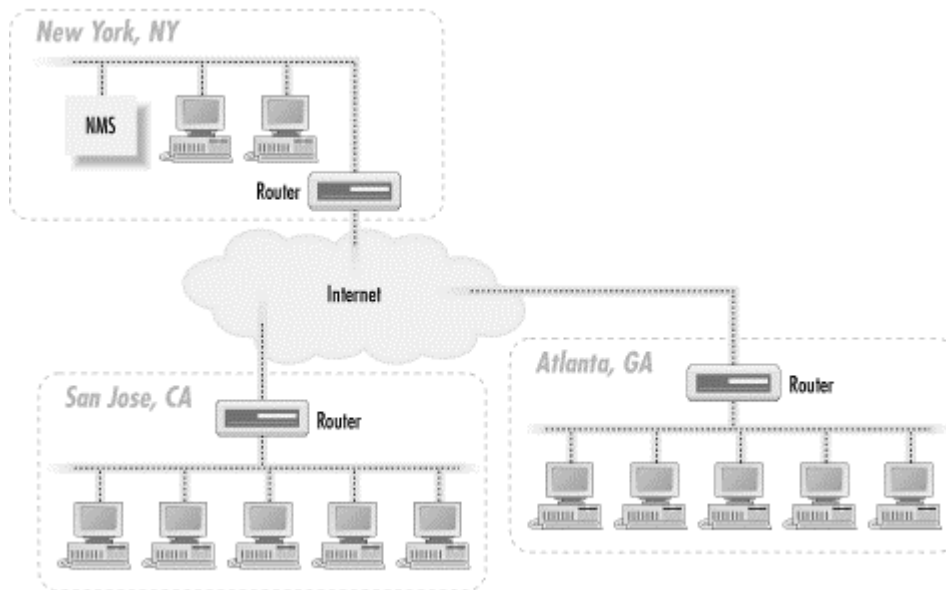 New York, NY
NMS
Router
Internet
San Jose, CA
Router
Atlanta, GA
Router